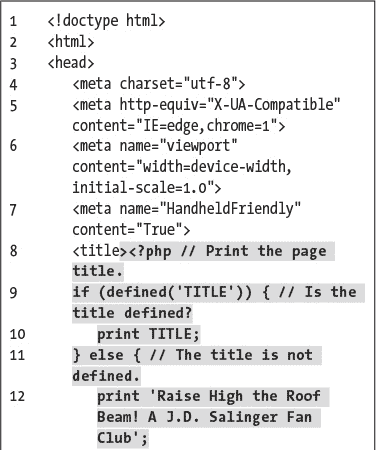 1 <!doctype html>
2 <html>
3 <head>
4 <meta charset="utf-8">
5 <meta http-equiv="X-UA-Compatible"
content="IE=edge,chrome=1">
6 <meta name="viewport"
content="width=device-width,
initial-scale=1.0">
7 <meta name="HandheldFriendly"
content="True">
8 <title><?php // Print the page
title.
9 if (defined('TITLE')) { // Is the
title defined?
10 print TITLE;
11 } else { // The title is not
defined.
12 print 'Raise High the Roof
Beam! A J.D. Salinger Fan
Club';